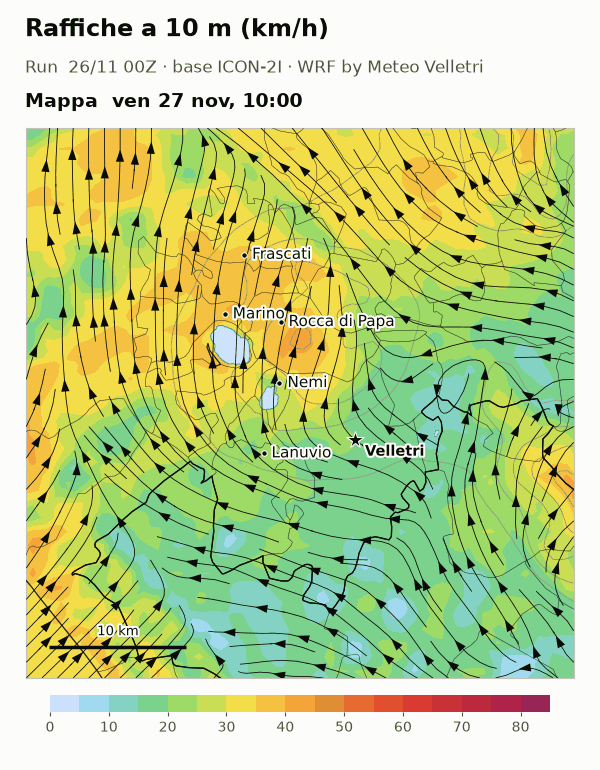 Raffiche a 10 m (km/h)
Run  26/11 00Z · base ICON-2I · WRF by Meteo Velletri
Mappa  ven 27 nov, 10:00
Frascati
Marino
Rocca di Papa
Nemi
Velletri
Lanuvio
10 km
0 10 20 30 40 50 60 70 80